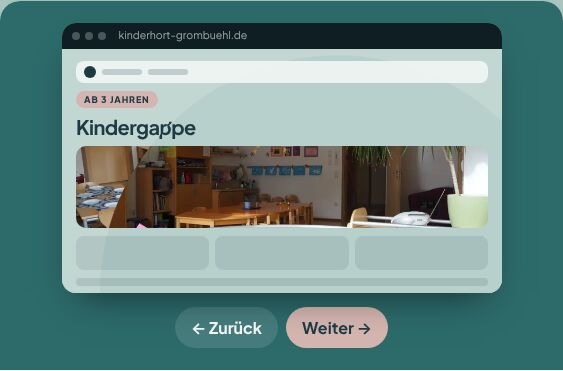 kinderhort-grombuehl.de
AB 3 JAHREN
Kindergappe
← Zurück
Weiter →